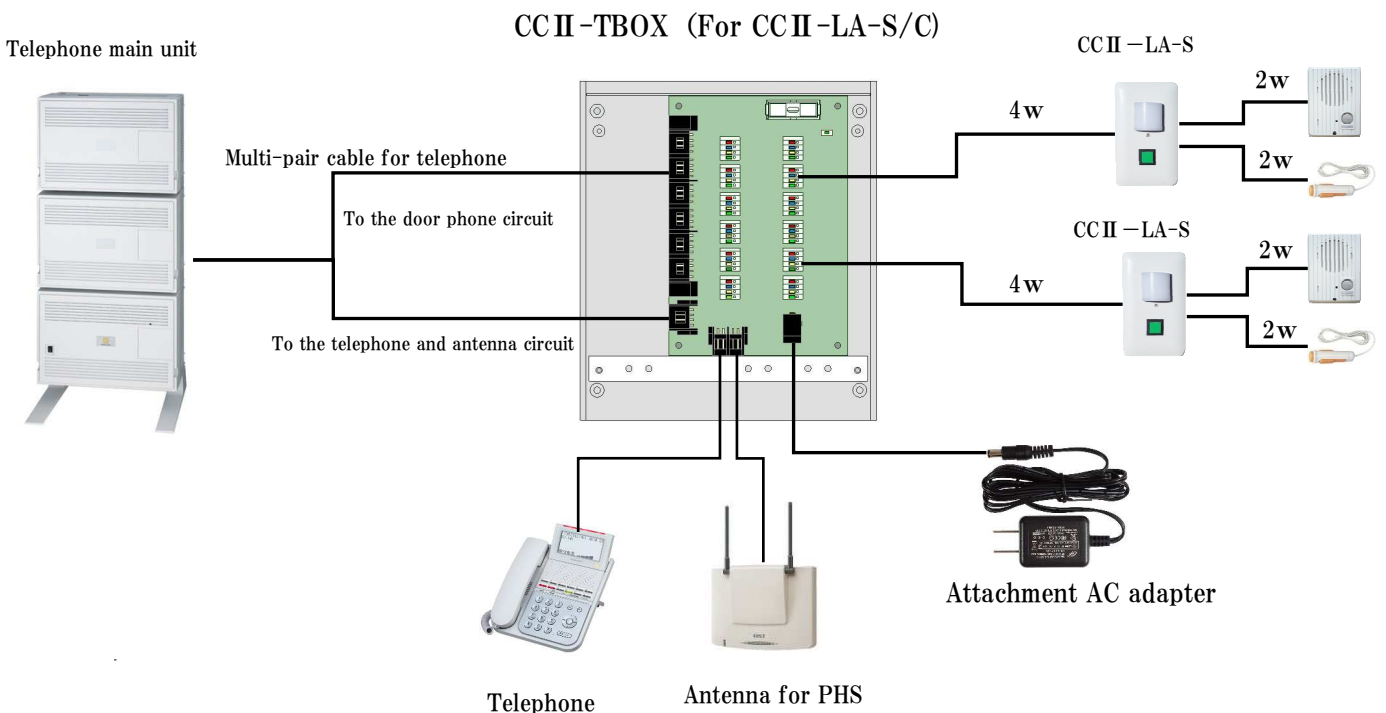 CCⅡ-TBOX (For CCⅡ-LA-S/C)
Telephone main unit
CCⅡ－LA-S
2w
4w
2w
Multi-pair cable for telephone
To the door phone circuit
CCⅡ－LA-S
2w
4w
2w
To the telephone and antenna circuit
Attachment AC adapter
Telephone
Antenna for PHS